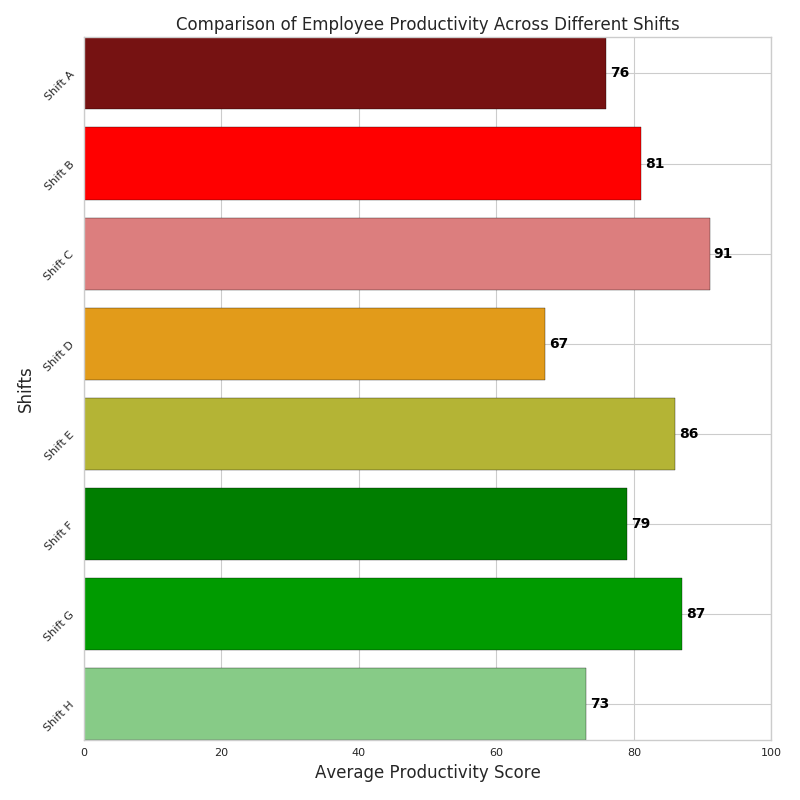 Comparison of Employee Productivity Across Different Shifts
Shifts
Shift A
76
Shift B
81
Shift C
91
Shift D
67
Shift E
86
Shift F
79
Shift G
87
Shift H
73
0 20 40 60 80 100
Average Productivity Score